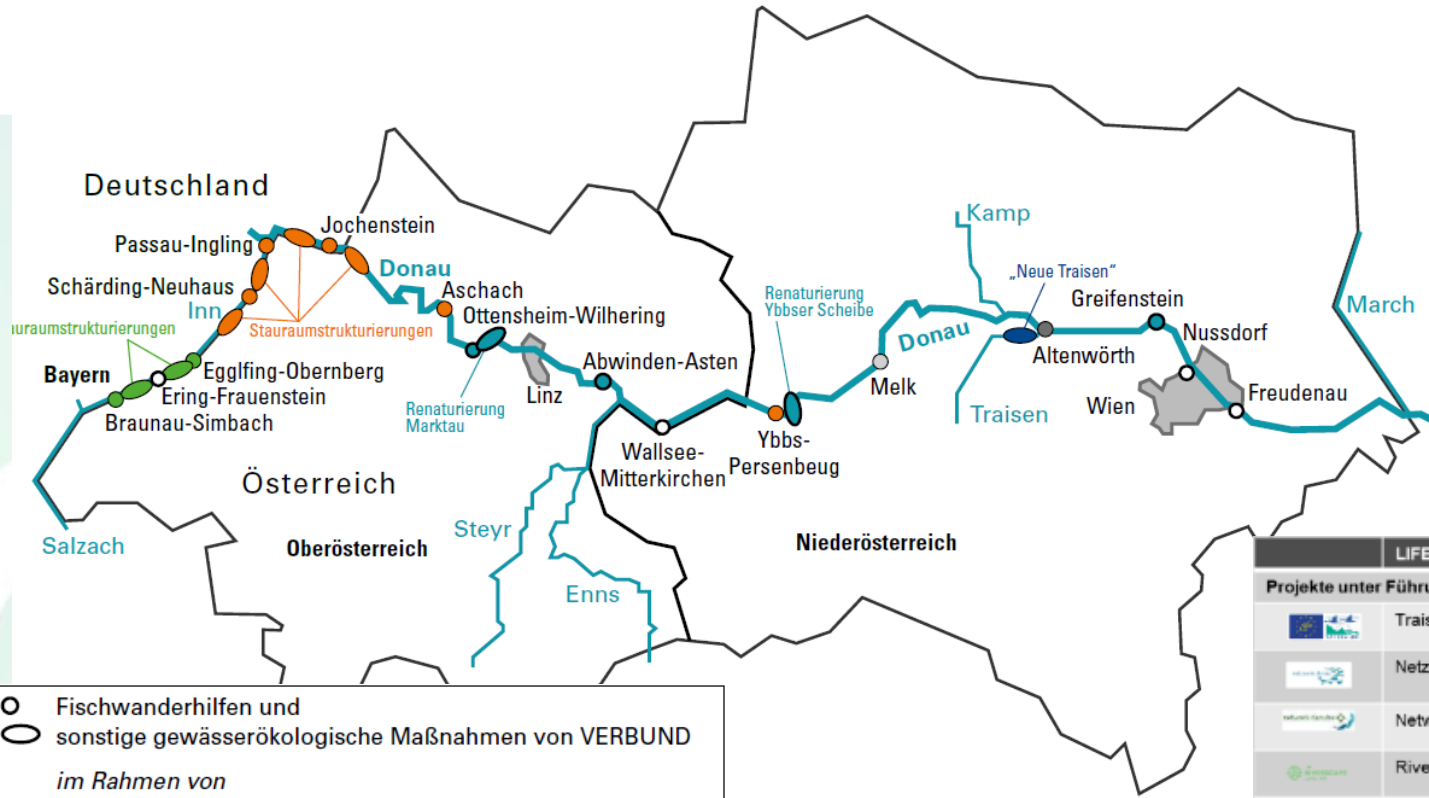 Deutschland
Jochenstein
Passau-Ingling
Donau
Schärding-Neuhaus
Inn
Aschach
Ottensheim-Wilhering
Stauraumstrukturierungen
auraumstrukturierungen
Bayern
Egglfing-Obernberg
Ering-Frauenstein
Braunau-Simbach
Renaturierung
Marktau
Linz
Abwinden-Asten
Wallsee-
Mitterkirchen
Renaturierung
Ybbser Scheibe
Ybbs-
Persenbeug
Donau
Melk
Kamp
„Neue Traisen“
Traisen
Altenwörth
Greifenstein
Nussdorf
Wien
Freudenau
March
Österreich
Oberösterreich
Niederösterreich
Salzach
Steyr
Enns
Fischwanderhilfen und
sonstige gewässerökologische Maßnahmen von VERBUND
im Rahmen von
LIFE
Projekte unter Führu
Trais
Netz
Netw
Rive